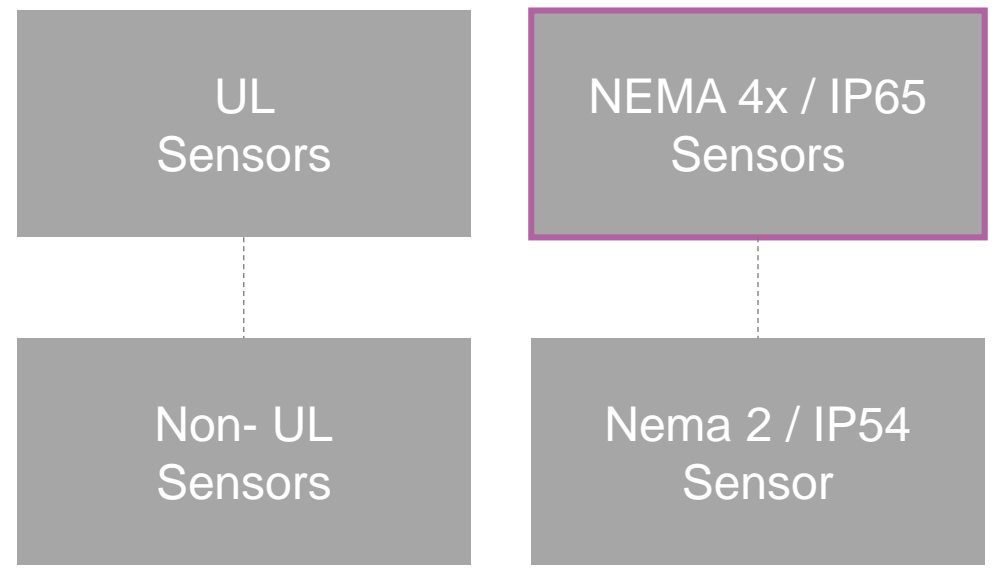 UL
Sensors
NEMA 4x / IP65
Sensors
Non- UL
Sensors
Nema 2 / IP54
Sensor